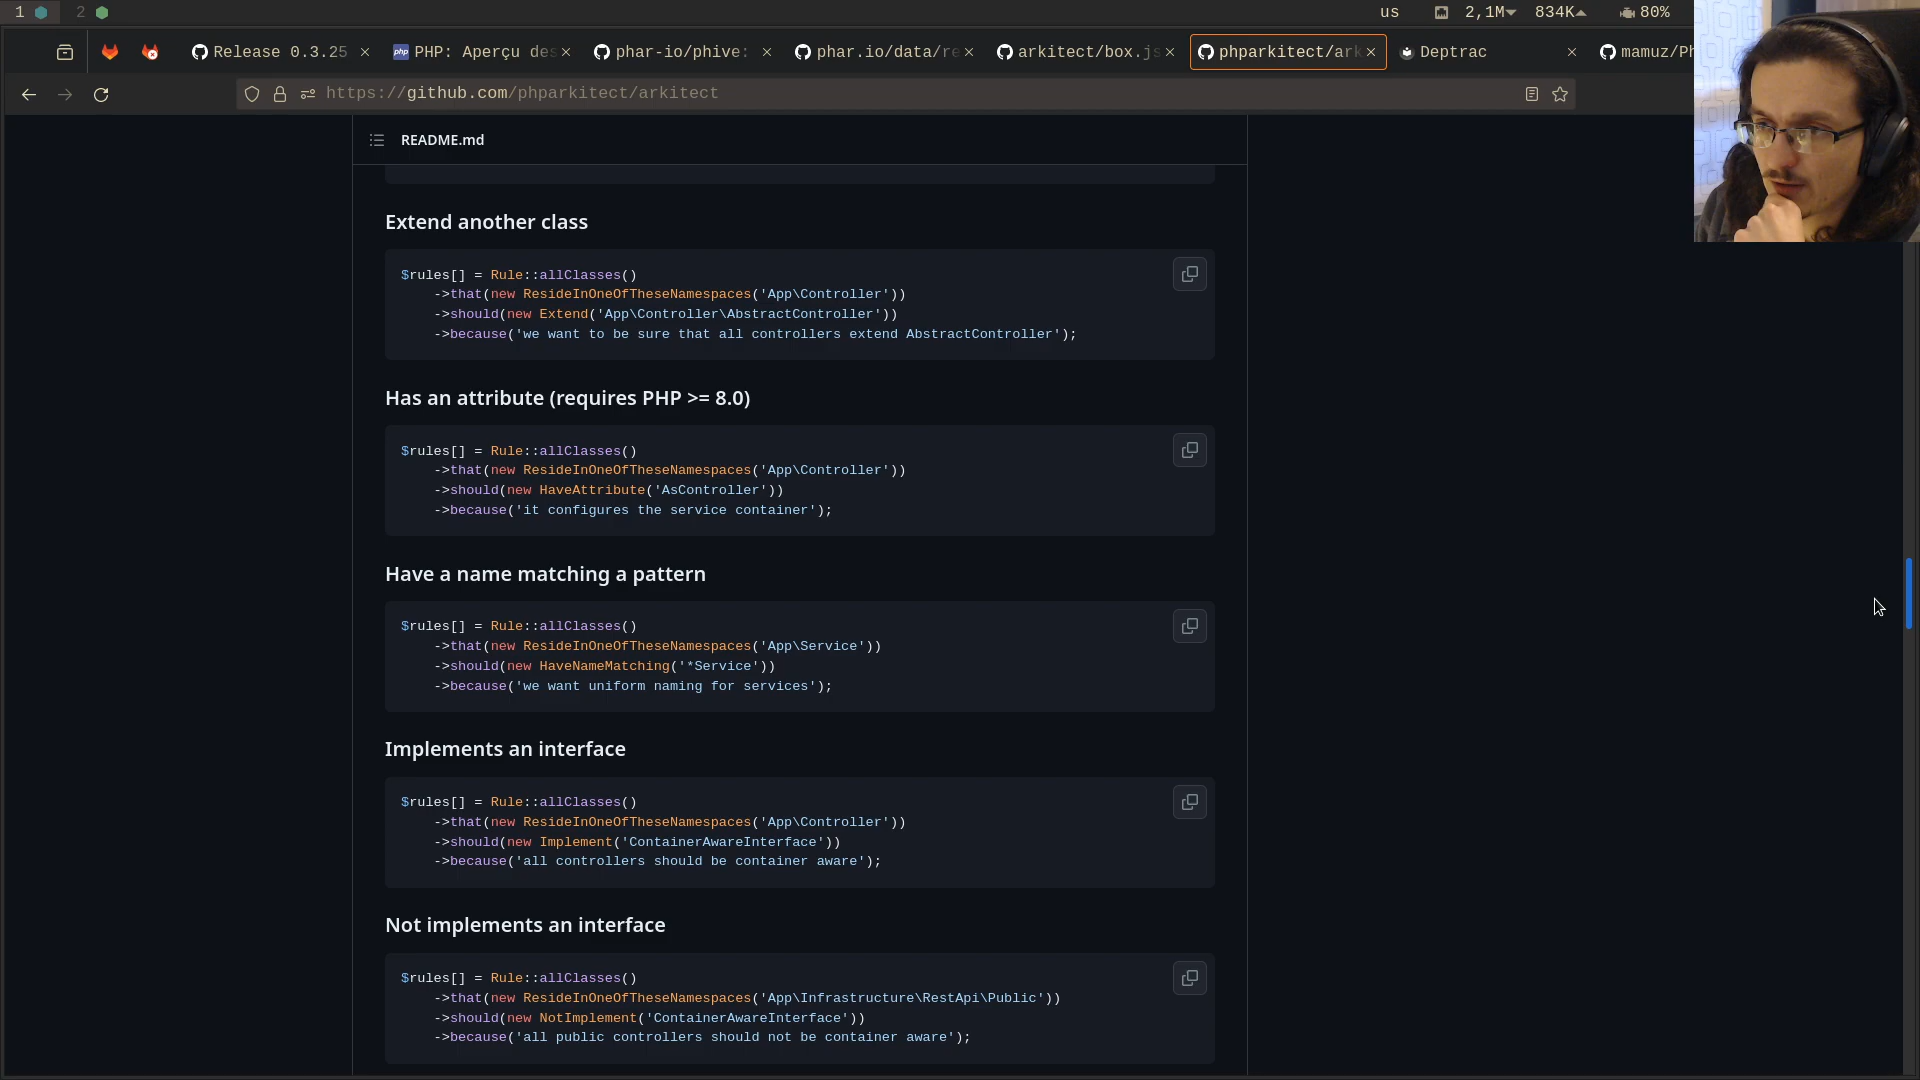 1 2 us 2,1M 834K 80%
Release 0.3.25 PHP: Aperçu des phar-io/phive: phar.io/data/re arkitect/box.js phparkitect/ark Deptrac mamuz/Ph
https://github.com/phparkitect/arkitect
README.md
Extend another class
$rules[] = Rule::allClasses()
->that(new ResideInOneOfTheseNamespaces('App\Controller'))
->should(new Extend('App\Controller\AbstractController'))
->because('we want to be sure that all controllers extend AbstractController');
Has an attribute (requires PHP >= 8.0)
$rules[] = Rule::allClasses()
->that(new ResideInOneOfTheseNamespaces('App\Controller'))
->should(new HaveAttribute('AsController'))
->because('it configures the service container');
Have a name matching a pattern
$rules[] = Rule::allClasses()
->that(new ResideInOneOfTheseNamespaces('App\Service'))
->should(new HaveNameMatching('*Service'))
->because('we want uniform naming for services');
Implements an interface
$rules[] = Rule::allClasses()
->that(new ResideInOneOfTheseNamespaces('App\Controller'))
->should(new Implement('ContainerAwareInterface'))
->because('all controllers should be container aware');
Not implements an interface
$rules[] = Rule::allClasses()
->that(new ResideInOneOfTheseNamespaces('App\Infrastructure\RestApi\Public'))
->should(new NotImplement('ContainerAwareInterface'))
->because('all public controllers should not be container aware');